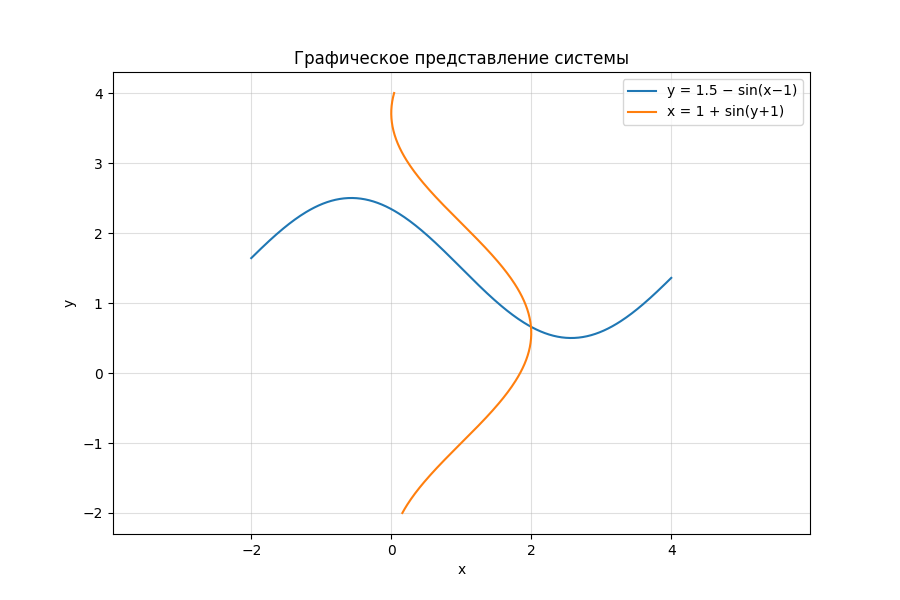 Графическое представление системы
y = 1.5 − sin(x−1)
x = 1 + sin(y+1)
4
3
2
1
0
−1
−2
y
−2 0 2 4
x